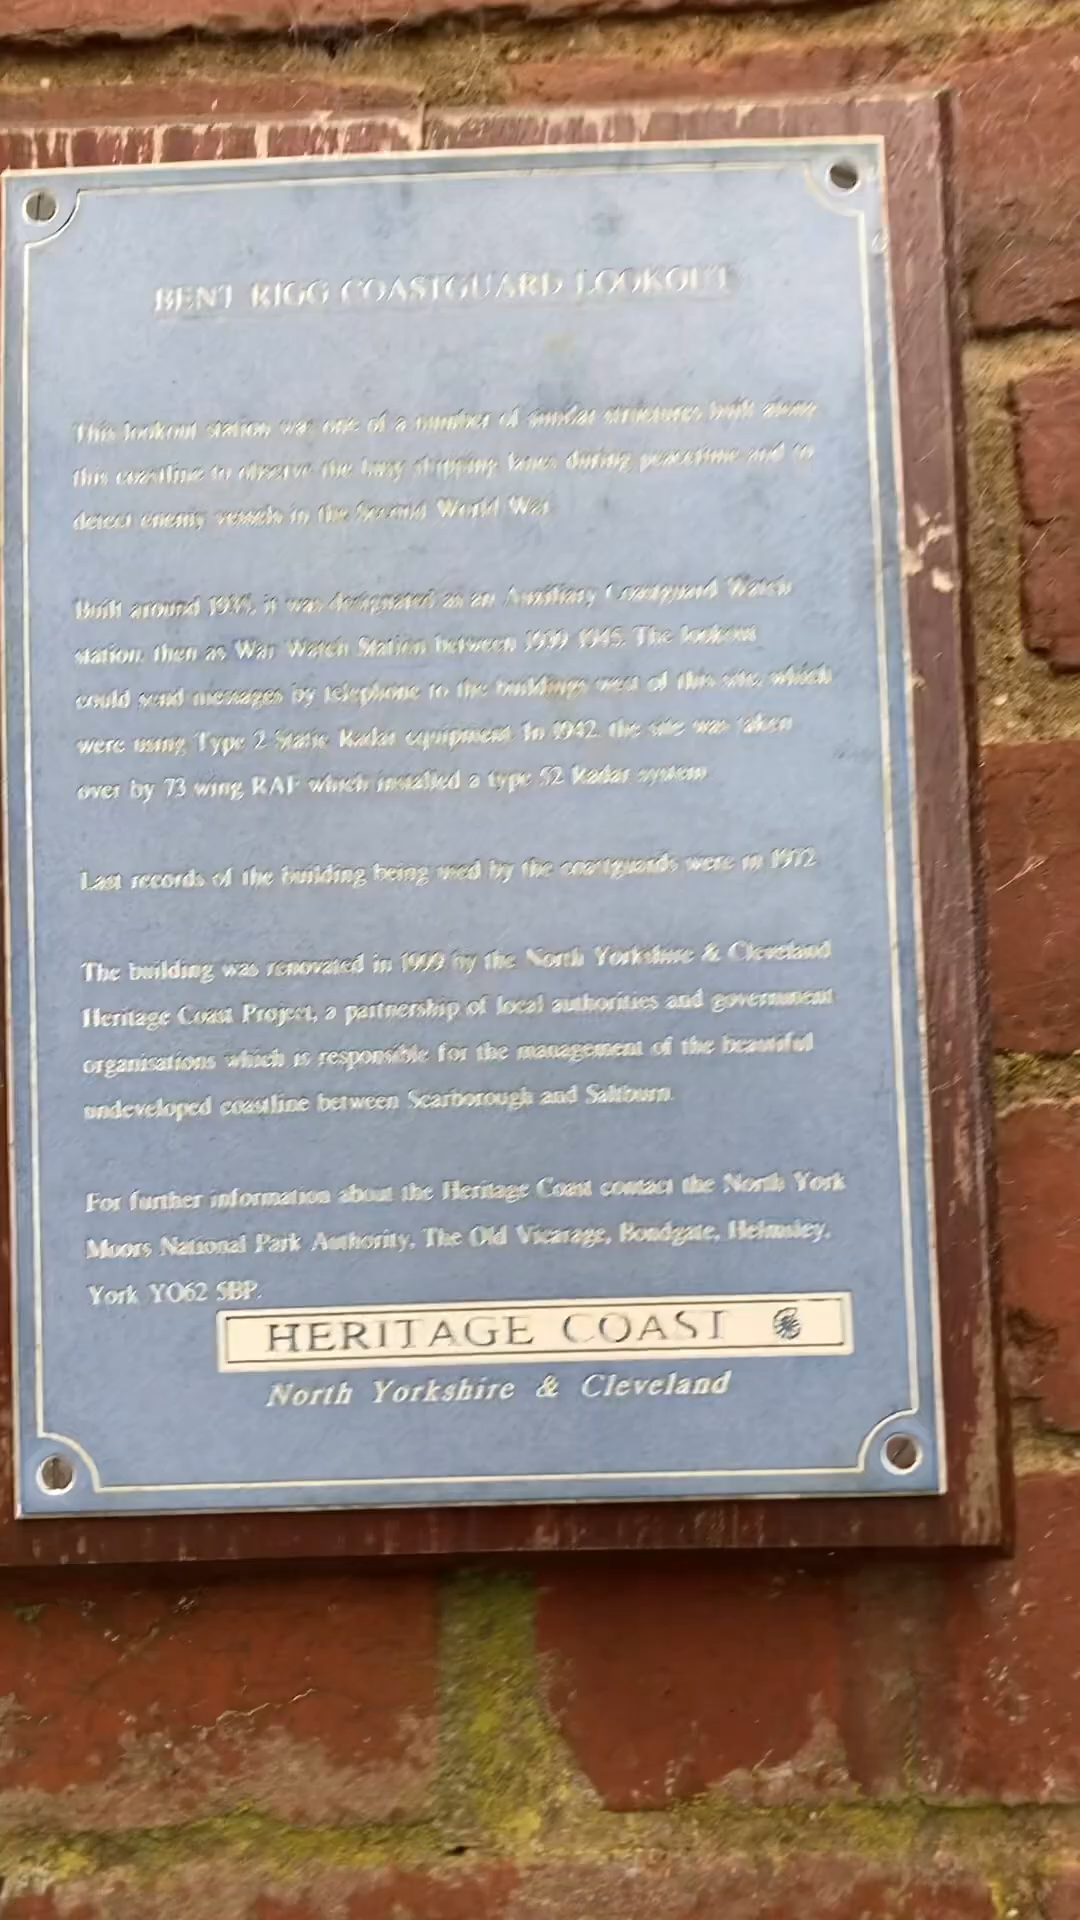 BENT RIGG COASTGUARD LOOKOUT
This lookout station was one of a number of similar structures built along
this coastline to observe the busy shipping lanes during peacetime and to
detect enemy vessels in the Second World War
Built around it was designated as an Auxiliary Coastguard Watch
station, then as War Watch Station between 1939 1945. The lookout
could send messages by telephone to the buildings west of this site, which
were using Type 2 Static Radar equipment. In 1942, the site was taken
over by 73 wing RAF which installed a type 52 Radar system
Last records of the building being used by the coastguards were in 1972
The building was renovated in 1999 by the North Yorkshire & Cleveland
Heritage Coast Project, a partnership of local authorities and government
organisations which is responsible for the management of the beautiful
undeveloped coastline between Scarborough and Saltburn.
For further information about the Heritage Coast contact the North York
Moors National Park Authority, The Old Vicarage, Bondgate, Helmsley,
York YO62 5BP.
HERITAGE COAST
North Yorkshire & Cleveland